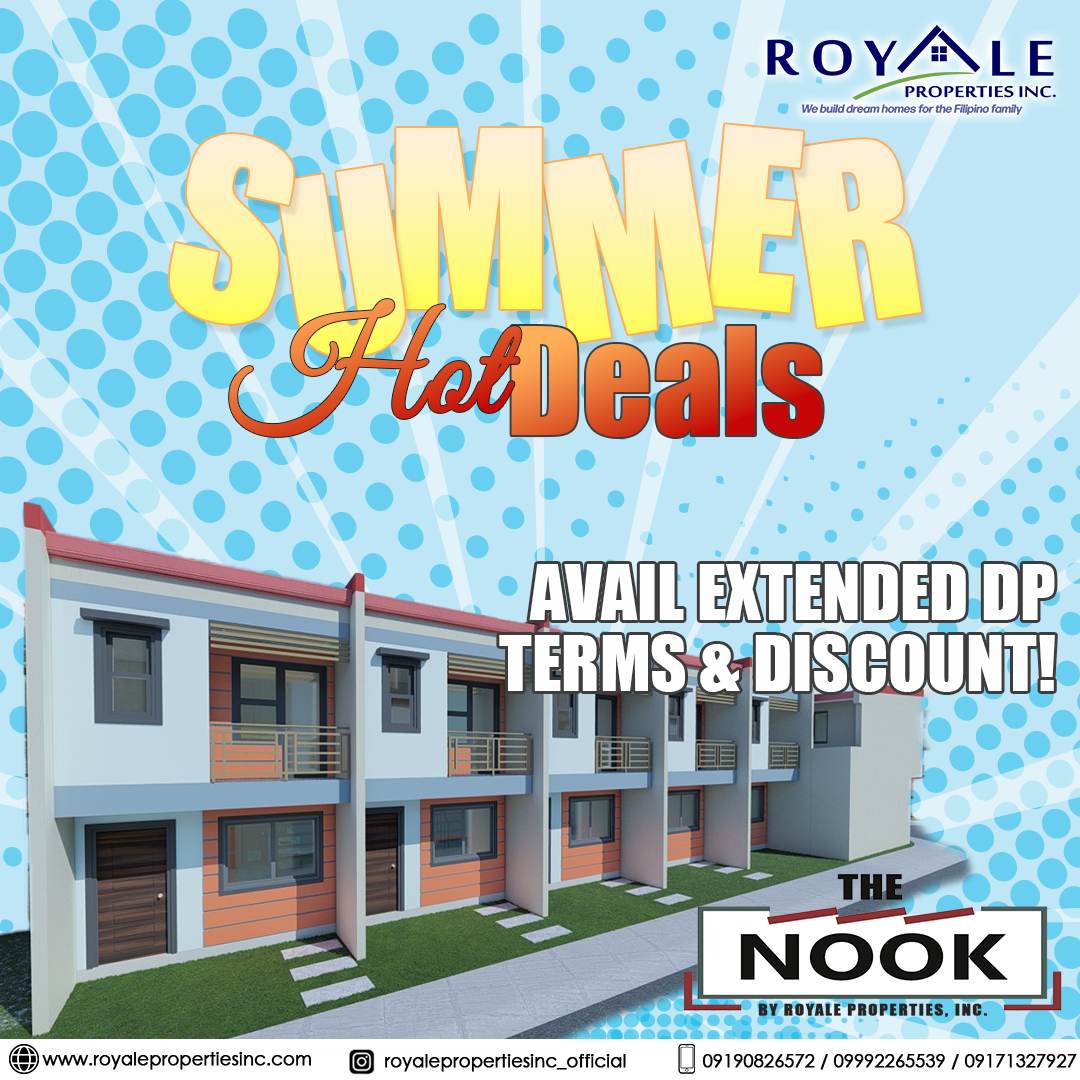 ROYALE
PROPERTIES INC.
We build dream homes for the Filipino family
SUMMER
Hot Deals
AVAIL EXTENDED DP
TERMS & DISCOUNT!
THE
NOOK
BY ROYALE PROPERTIES, INC.
www.royalepropertiesinc.com royalepropertiesinc_official 09190826572 / 09992265539 / 09171327927